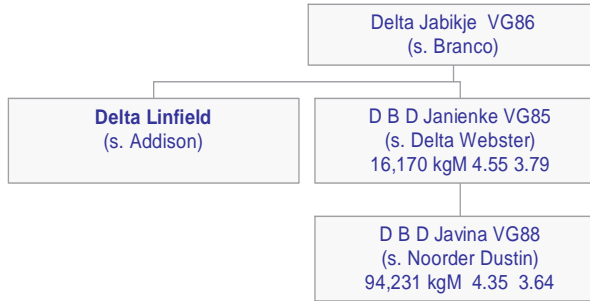 Delta Jabikje VG86
(s. Branco)
Delta Linfield
(s. Addison)
D B D Janienke VG85
(s. Delta Webster)
16,170 kgM 4.55 3.79
D B D Javina VG88
(s. Noorder Dustin)
94,231 kgM 4.35 3.64